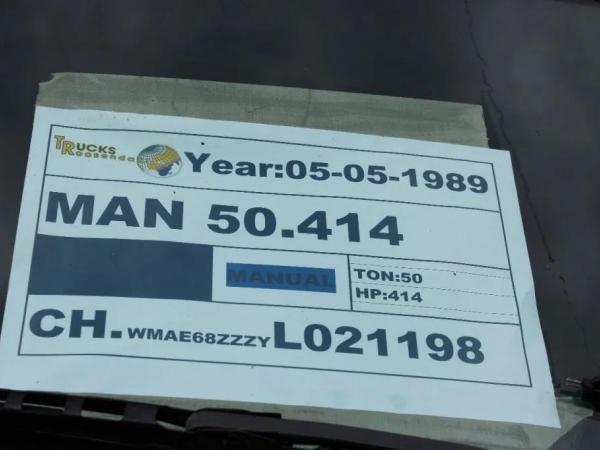 TRUCKS
Roosendaal
Year:05-05-1989
MAN 50.414
MANUAL
TON:50
HP:414
CH.WMAE68ZZZYL021198